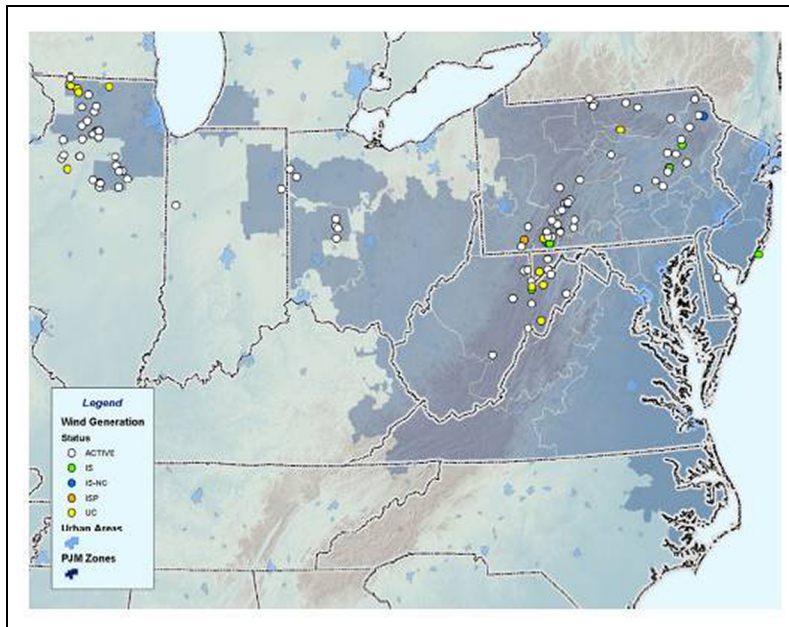 Legend
Wind Generation
Status
ACTIVE
IS
IS-NC
ISP
UC
Urban Areas
PJM Zones